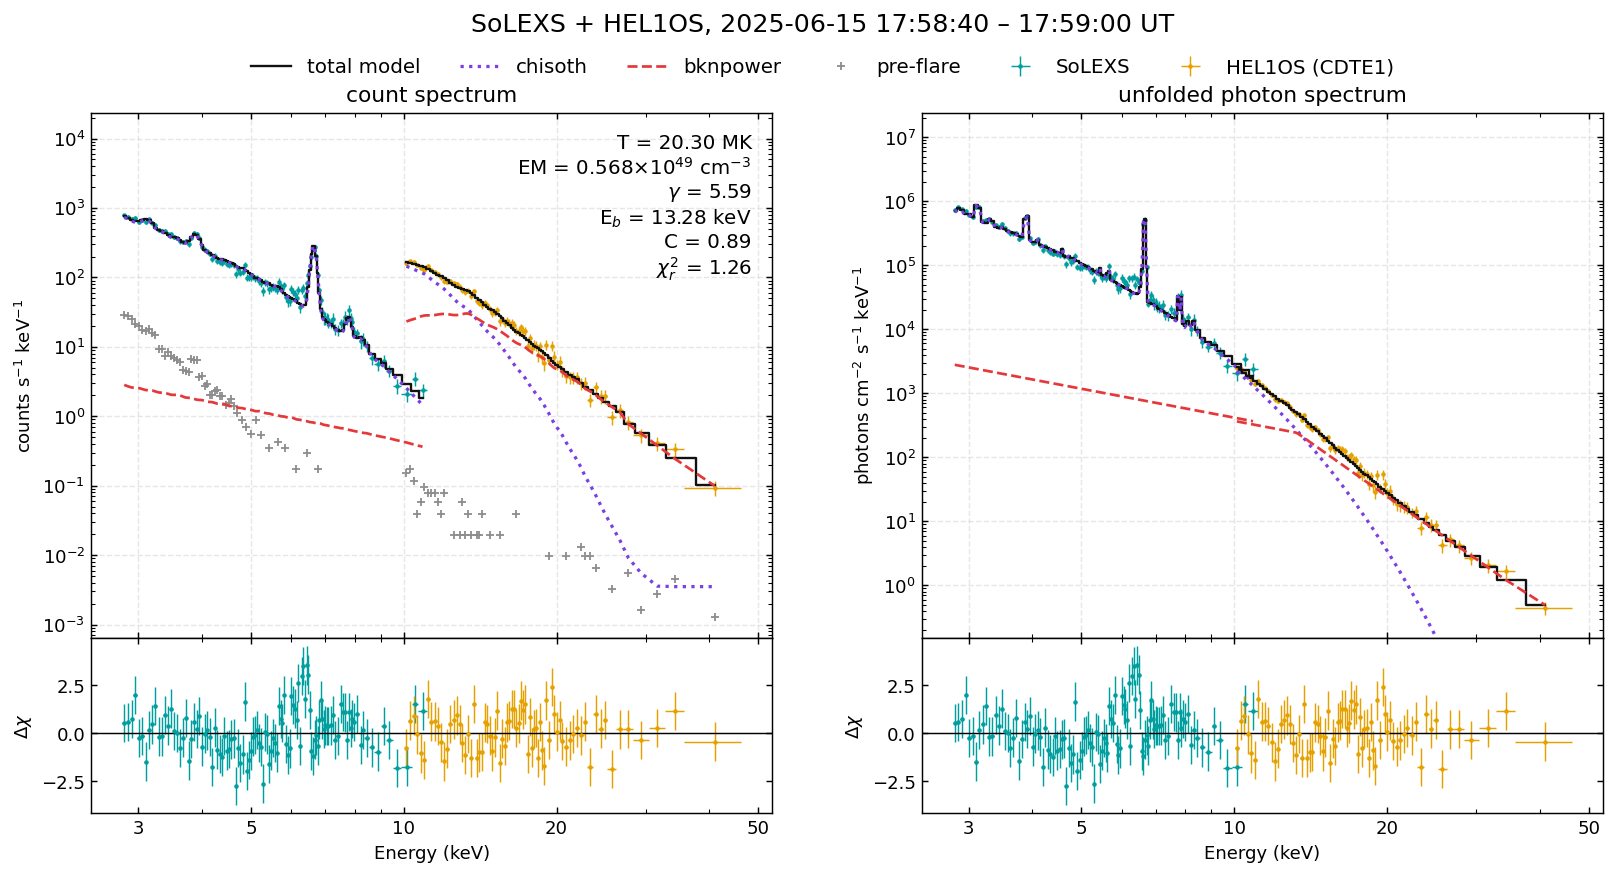 SoLEXS + HEL1OS, 2025-06-15 17:58:40 – 17:59:00 UT
total model chisoth bknpower pre-flare SoLEXS HEL1OS (CDTE1)
count spectrum
T = 20.30 MK
EM = 0.568×10⁴⁹ cm⁻³
γ = 5.59
E_b = 13.28 keV
C = 0.89
χ²_r = 1.26
counts s⁻¹ keV⁻¹
10⁴
10³
10²
10¹
10⁰
10⁻¹
10⁻²
10⁻³
Δχ
2.5
0.0
−2.5
3 5 10 20 50
Energy (keV)
unfolded photon spectrum
photons cm⁻² s⁻¹ keV⁻¹
10⁷
10⁶
10⁵
10⁴
10³
10²
10¹
10⁰
Δχ
2.5
0.0
−2.5
3 5 10 20 50
Energy (keV)